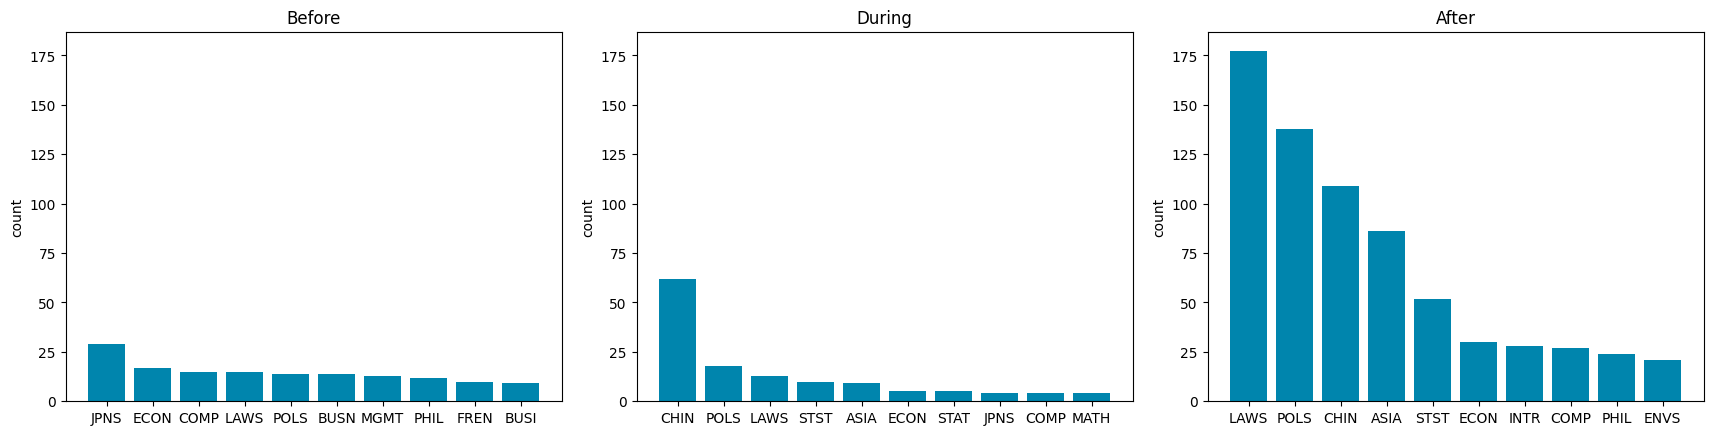 Before
During
After
count
175
150
125
100
75
50
25
0
JPNS ECON COMP LAWS POLS BUSN MGMT PHIL FREN BUSI
count
175
150
125
100
75
50
25
0
CHIN POLS LAWS STST ASIA ECON STAT JPNS COMP MATH
count
175
150
125
100
75
50
25
0
LAWS POLS CHIN ASIA STST ECON INTR COMP PHIL ENVS